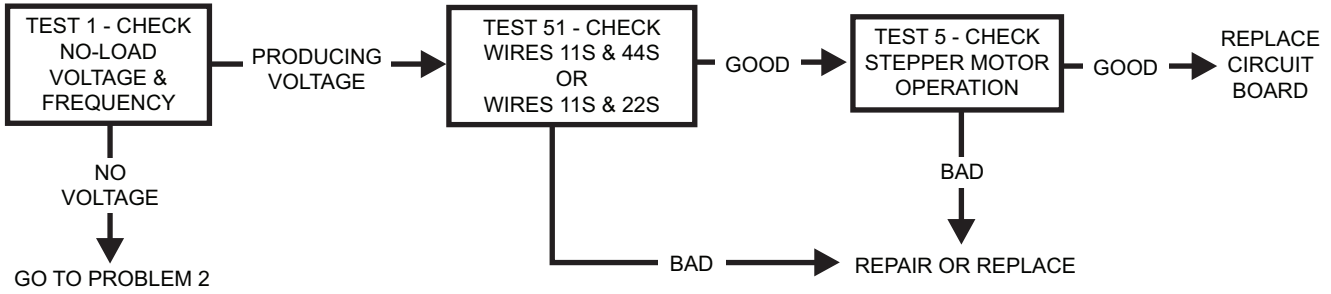 TEST 1 - CHECK
NO-LOAD
VOLTAGE &
FREQUENCY
PRODUCING
VOLTAGE
TEST 51 - CHECK
WIRES 11S & 44S
OR
WIRES 11S & 22S
GOOD
TEST 5 - CHECK
STEPPER MOTOR
OPERATION
GOOD
REPLACE
CIRCUIT
BOARD
NO
VOLTAGE
BAD
GO TO PROBLEM 2
BAD
REPAIR OR REPLACE